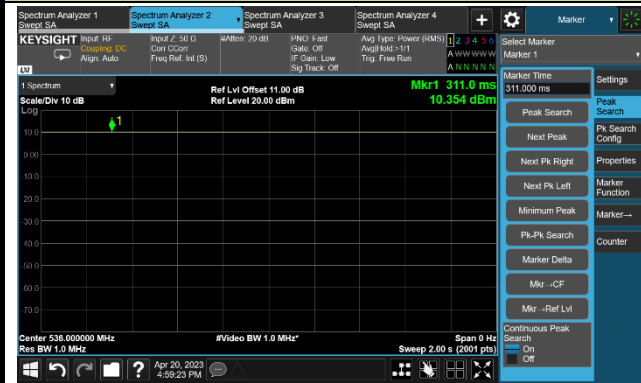 Spectrum Analyzer 1
Swept SA
Spectrum Analyzer 2
Swept SA
Spectrum Analyzer 3
Swept SA
Spectrum Analyzer 4
Swept SA
+
Marker
KEYSIGHT
Input: RF
Coupling: DC
Align: Auto
Input Z: 50 Ω
Corr CCorr
Freq Ref: Int (S)
#Atten: 20 dB
PNO: Fast
Gate: Off
IF Gain: Low
Sig Track: Off
Avg Type: Power (RMS)
Avg|Hold:>1/1
Trig: Free Run
1 2 3 4 5 6
A W W W W W
A N N N N N
LXI
Select Marker
Marker 1
1 Spectrum
Scale/Div 10 dB
Log
Ref Lvl Offset 11.00 dB
Ref Level 20.00 dBm
Mkr1 311.0 ms
10.354 dBm
1
10.0
0.00
-10.0
-20.0
-30.0
-40.0
-50.0
-60.0
-70.0
Center 536.000000 MHz
Res BW 1.0 MHz
#Video BW 1.0 MHz*
Span 0 Hz
Sweep 2.00 s (2001 pts)
Marker Time
311.000 ms
Peak Search
Next Peak
Next Pk Right
Next Pk Left
Minimum Peak
Pk-Pk Search
Marker Delta
Mkr→CF
Mkr→Ref Lvl
Continuous Peak
Search
On
Off
Settings
Peak
Search
Pk Search
Config
Properties
Marker
Function
Marker→
Counter
?
Apr 20, 2023
4:59:23 PM